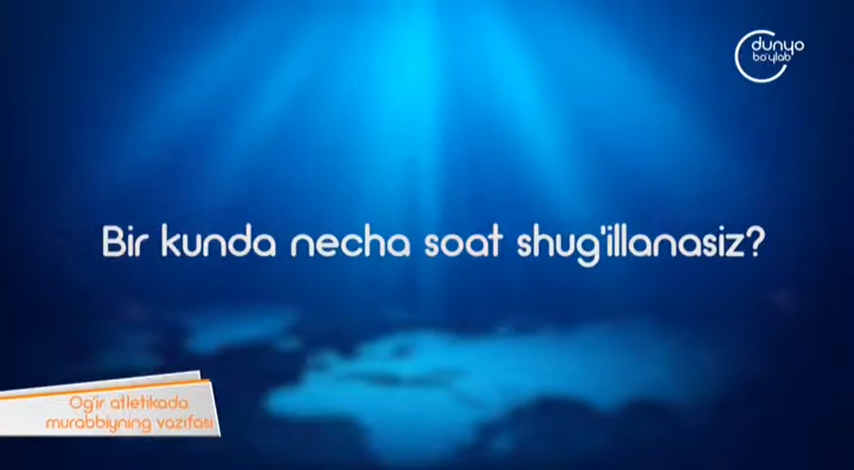 dunyo
bo'ylab
Bir kunda necha soat shug'illanasiz?
Og'ir atletikada
murabbiyning vazifasi